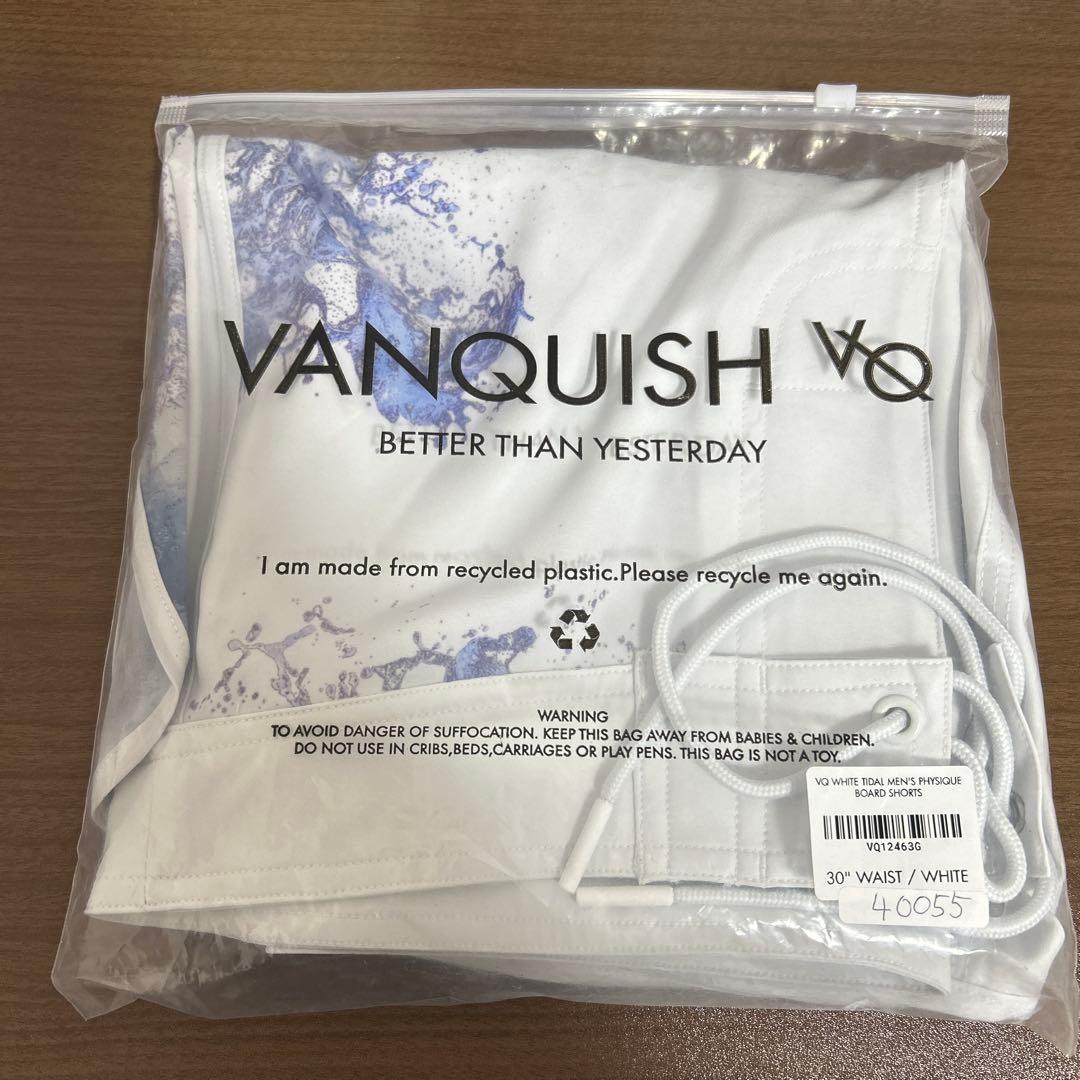 VANQUISH VQ
BETTER THAN YESTERDAY
I am made from recycled plastic.Please recycle me again.
WARNING
TO AVOID DANGER OF SUFFOCATION. KEEP THIS BAG AWAY FROM BABIES & CHILDREN.
DO NOT USE IN CRIBS,BEDS,CARRIAGES OR PLAY PENS. THIS BAG IS NOT A TOY.
VQ WHITE TIDAL MEN'S PHYSIQUE
BOARD SHORTS
VQ12463G
30" WAIST / WHITE
40055